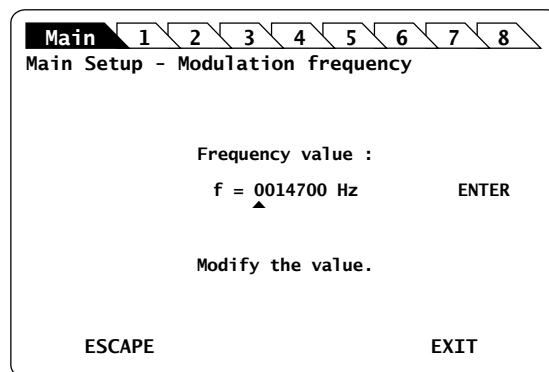 Main 1 2 3 4 5 6 7 8
Main Setup - Modulation frequency
Frequency value :
f = 0014700 Hz ENTER
Modify the value.
ESCAPE EXIT